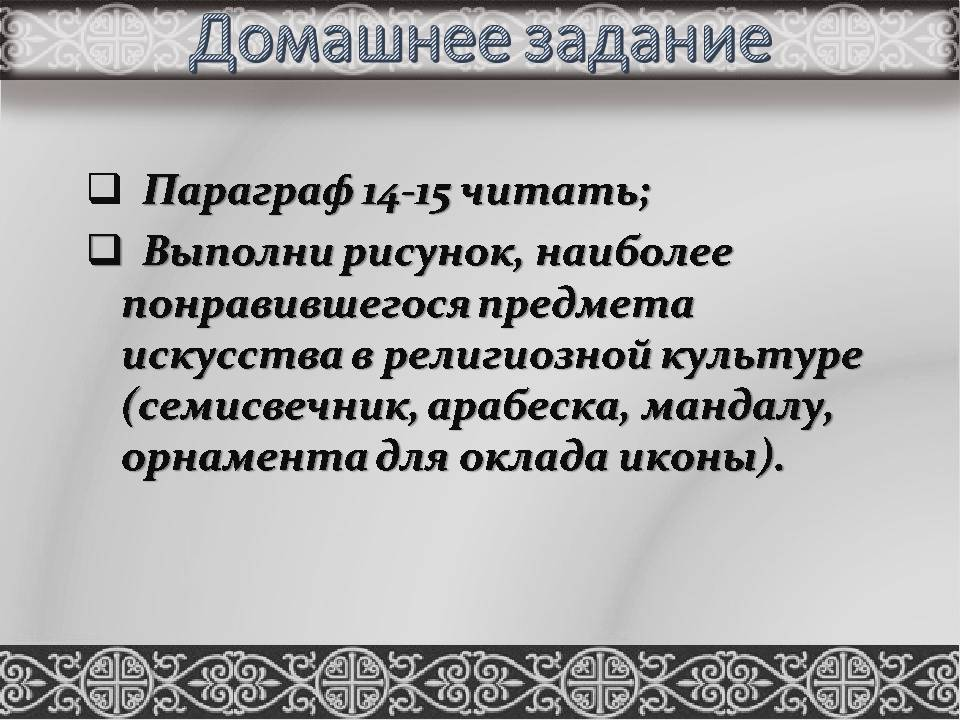 Домашнее задание
Параграф 14-15 читать;
Выполни рисунок, наиболее
понравившегося предмета
искусства в религиозной культуре
(семисвечник, арабеска, мандалу,
орнамента для оклада иконы).